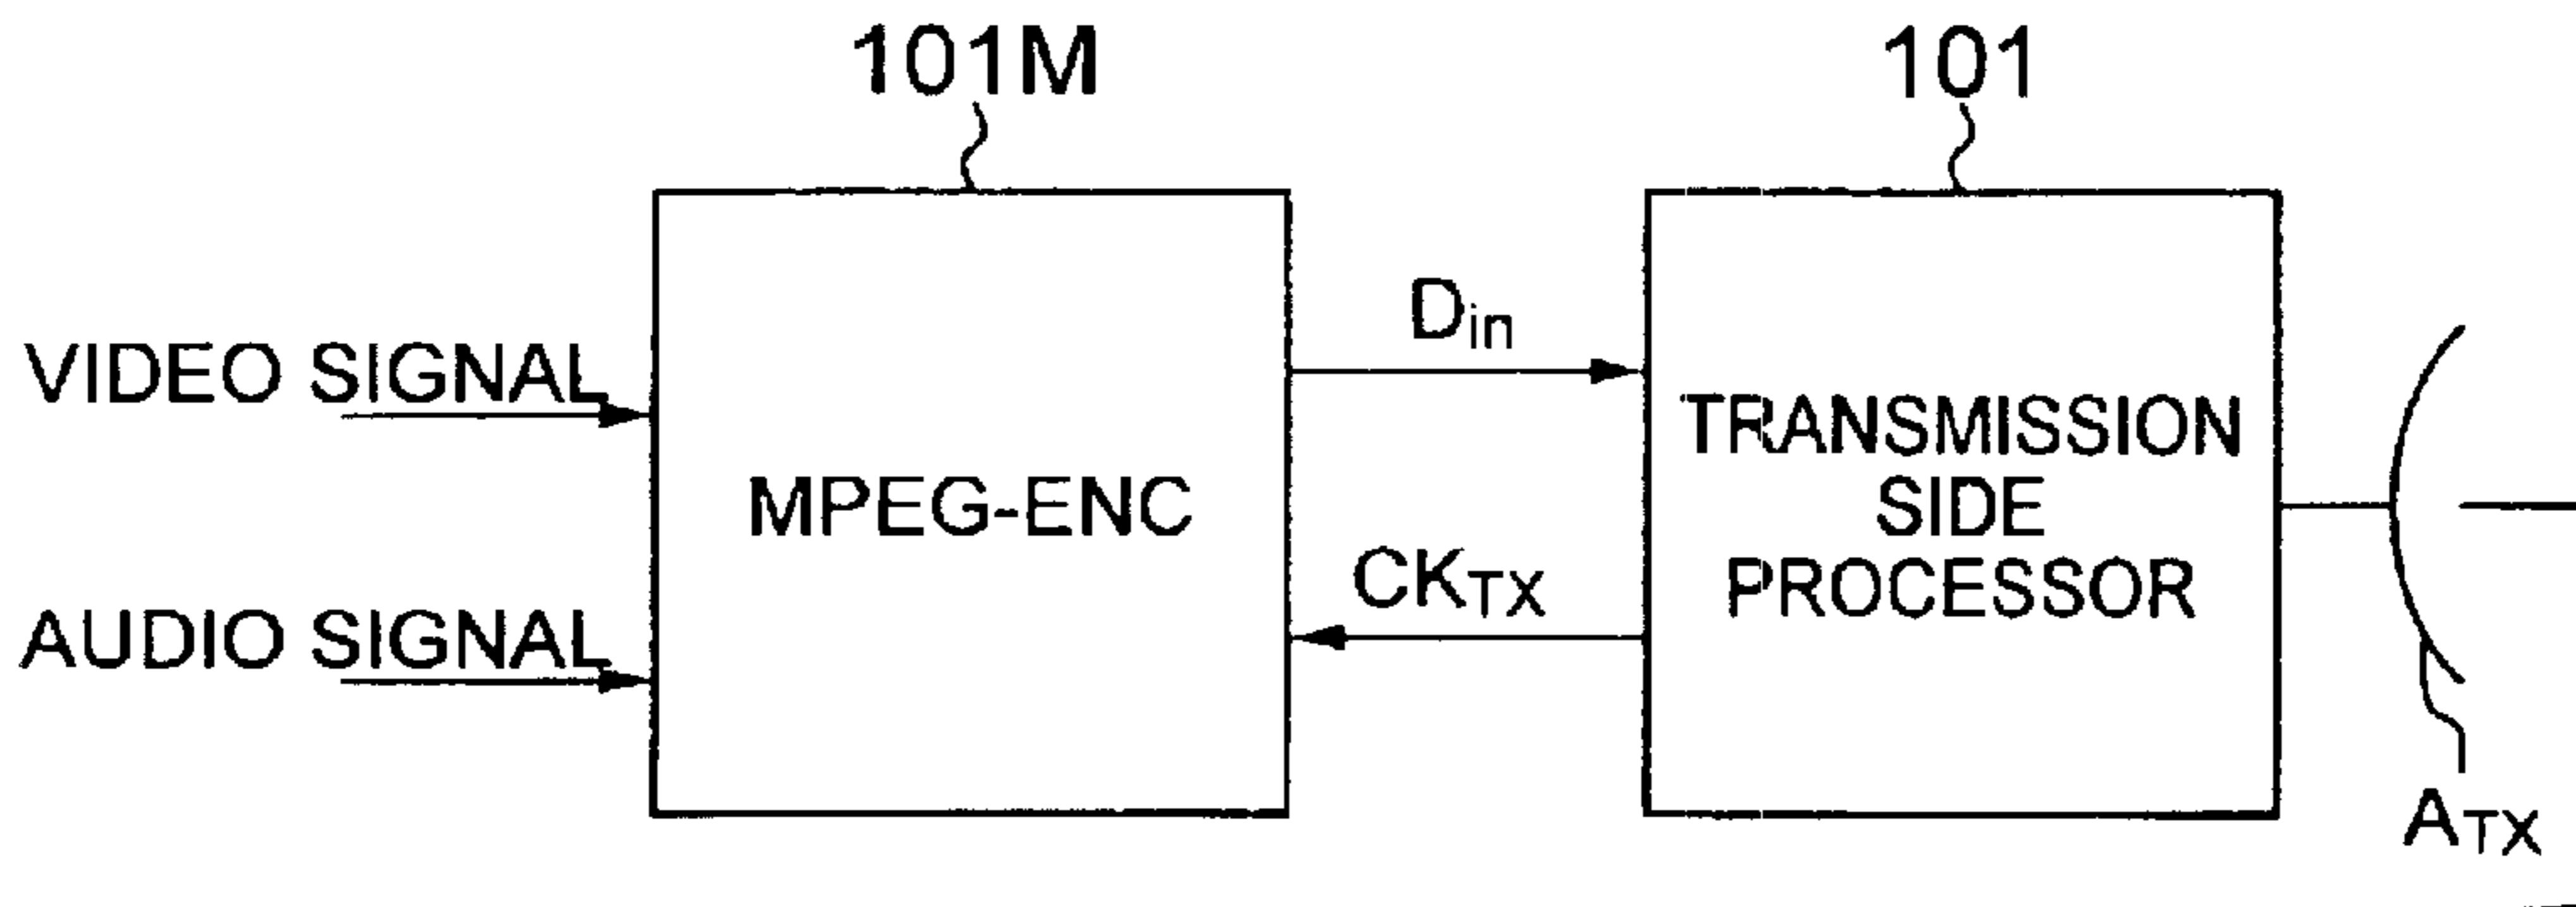 101M
101
VIDEO SIGNAL
AUDIO SIGNAL
MPEG-ENC
Din
CKTX
TRANSMISSION
SIDE
PROCESSOR
ATX